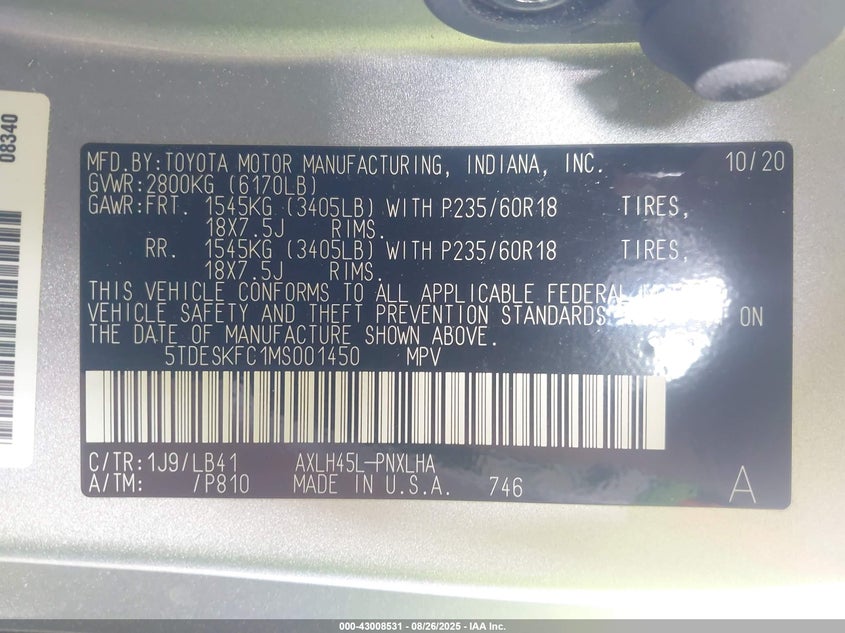 08340
MFD.BY:TOYOTA MOTOR MANUFACTURING, INDIANA, INC. 10/20
GVWR:2800KG (6170LB)
GAWR:FRT. 1545KG (3405LB) WITH P235/60R18 TIRES,
18X7.5J RIMS.
RR. 1545KG (3405LB) WITH P235/60R18 TIRES,
18X7.5J RIMS.
THIS VEHICLE CONFORMS TO ALL APPLICABLE FEDERAL
VEHICLE SAFETY AND THEFT PREVENTION STANDARDS ON
THE DATE OF MANUFACTURE SHOWN ABOVE.
5TDESKFC1MS001450 MPV
C/TR:1J9/LB41 AXLH45L-PNXLHA
A/TM: /P810 MADE IN U.S.A. 746 A
000-43008531 - 08/26/2025 - IAA Inc.